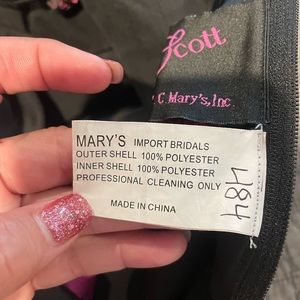 Scott
C. Mary's, Inc.
MARY'S IMPORT BRIDALS
OUTER SHELL 100% POLYESTER
INNER SHELL 100% POLYESTER
PROFESSIONAL CLEANING ONLY
MADE IN CHINA
484